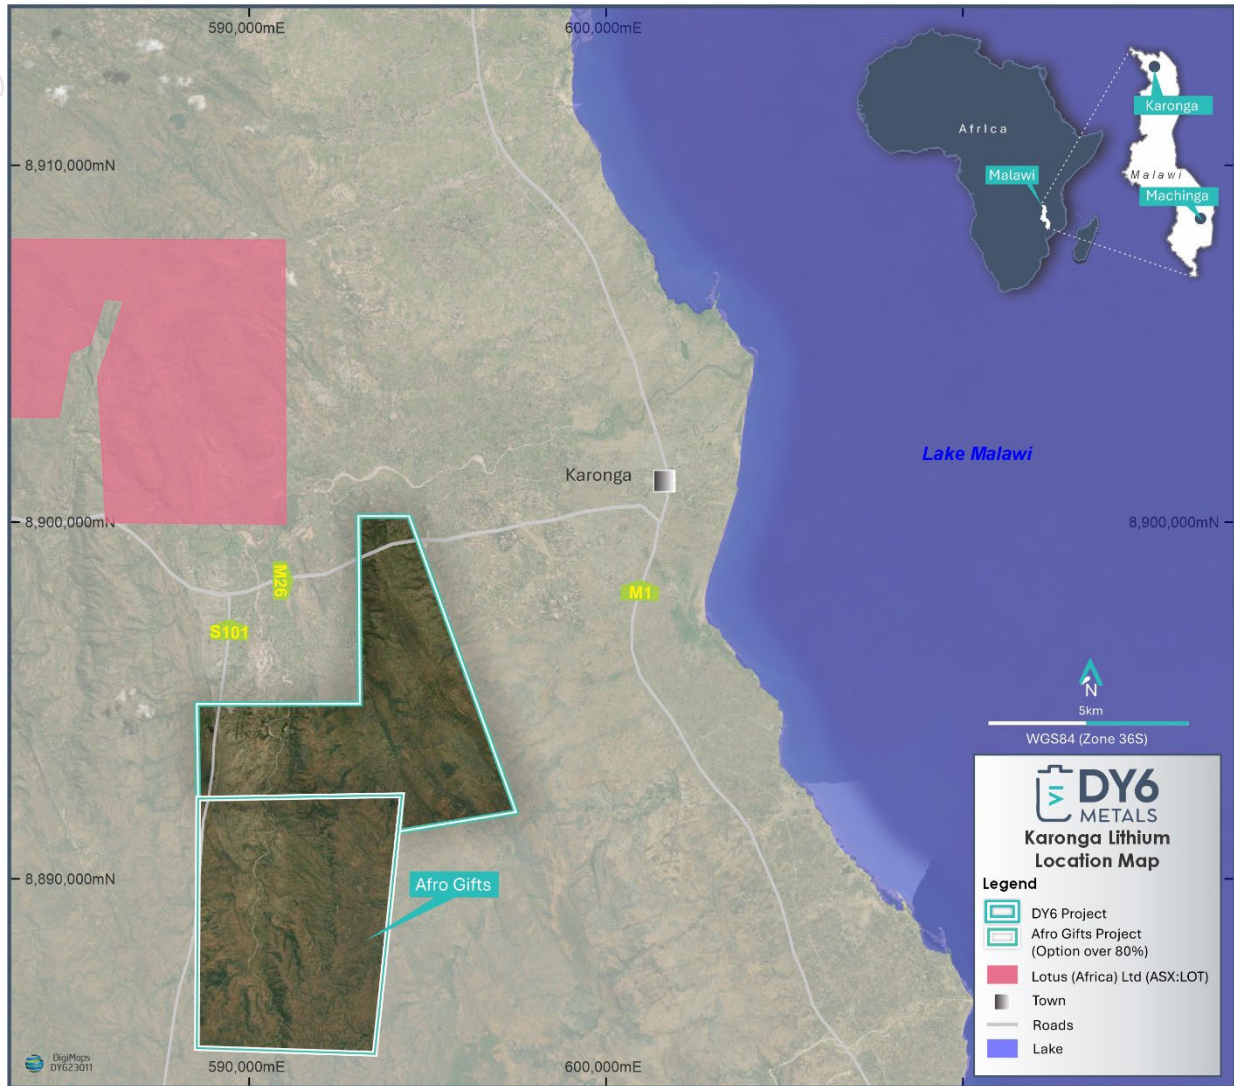 590,000mE
600,000mE
8,910,000mN
Africa
Malawi
Karonga
Malawi
Machinga
Lake Malawi
Karonga
8,900,000mN
8,900,000mN
M26
M1
S101
N
5km
WGS84 (Zone 36S)
DY6
METALS
Karonga Lithium
Location Map
Legend
DY6 Project
Afro Gifts Project
(Option over 80%)
Lotus (Africa) Ltd (ASX:LOT)
Town
Roads
Lake
8,890,000mN
Afro Gifts
DigiMaps
DY623011
590,000mE
600,000mE